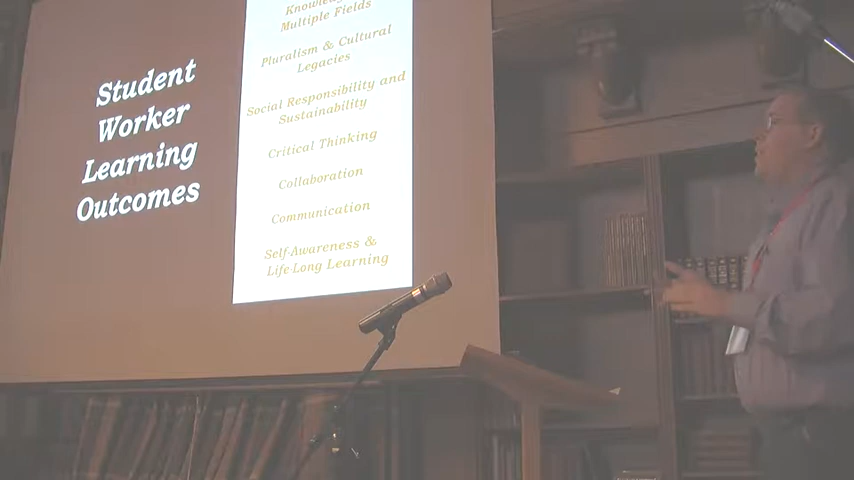 Student
Worker
Learning
Outcomes
Multiple Fields
Pluralism & Cultural
Legacies
Social Responsibility and
Sustainability
Critical Thinking
Collaboration
Communication
Self-Awareness &
Life-Long Learning